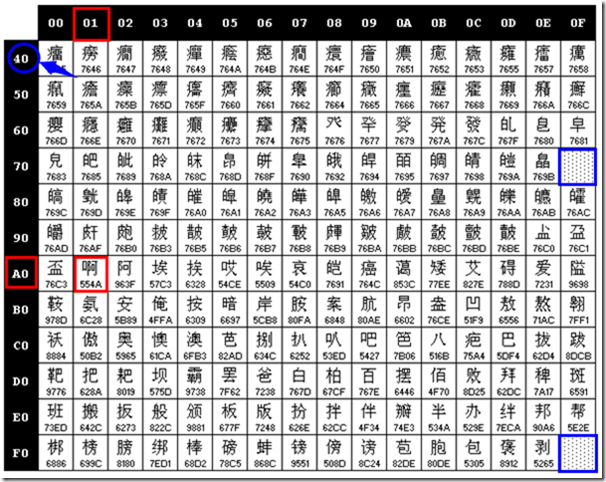 00 01 02 03 04 05 06 07 08 09 0A 0B 0C 0D 0E 0F
40 癅 癆 癇 癈 癉 癊 癋 癎 癏 癐 癑 癒 癓 癕 癗 癘
7646 7647 7648 7649 764A 764B 764E 764F 7650 7651 7652 7653 7655 7657 7658
50 癙 癚 癛 癝 癟 癠 癡 癢 癤 癥 癦 癧 癨 癩 癪 癬
7659 765A 765B 765D 765F 7660 7661 7662 7664 7665 7666 7667 7668 7669 766A 766C
60 癭 癮 癰 癱 癲 癳 癴 癵 癶 癷 癹 発 發 癿 皀 皁
766D 766E 7670 7671 7672 7673 7674 7675 7676 7677 7679 767A 767C 767F 7680 7681
70 皃 皅 皉 皊 皌 皍 皏 皐 皒 皔 皕 皗 皘 皚 皛
7683 7685 7689 768A 768C 768D 768F 7690 7692 7694 7695 7697 7698 769A 769B
80 皜 皝 皞 皟 皠 皡 皢 皣 皥 皦 皧 皨 皩 皪 皫 皬
769C 769D 769E 769F 76A0 76A1 76A2 76A3 76A5 76A6 76A7 76A8 76A9 76AA 76AB 76AC
90 皭 皯 皰 皳 皵 皶 皷 皸 皹 皺 皻 皼 皽 皾 盀 盁
76AD 76AF 76B0 76B3 76B5 76B6 76B7 76B8 76B9 76BA 76BB 76BC 76BD 76BE 76C0 76C1
A0 盃 啊 阿 埃 挨 哎 唉 哀 皑 癌 蔼 矮 艾 碍 爱 隘
76C3 554A 963F 57C3 6328 54CE 5509 54C0 7691 764C 853C 77EE 827E 788D 7231 9698
B0 鞍 氨 安 俺 按 暗 岸 胺 案 肮 昂 盎 凹 敖 熬 翱
978D 6C28 5B89 4FFA 6309 6697 5CB8 80FA 6848 80AE 6602 76CE 51F9 6556 71AC 7FF1
C0 袄 傲 奥 懊 澳 芭 捌 扒 叭 吧 笆 八 疤 巴 拔 跋
8884 50B2 5965 61CA 6FB3 82AD 634C 6252 53ED 5427 7B06 516B 75A4 5DF4 62D4 8DCB
D0 靶 把 耙 坝 霸 罢 爸 白 柏 百 摆 佰 败 拜 稗 斑
9776 628A 8019 575D 9738 7F62 7238 767D 67CF 767E 6446 4F70 8D25 62DC 7A17 6591
E0 班 搬 扳 般 颁 板 版 扮 拌 伴 瓣 半 办 绊 邦 帮
73ED 642C 6273 822C 9881 677F 7248 626E 62CC 4F34 74E3 534A 529E 7ECA 90A6 5E2E
F0 梆 榜 膀 绑 棒 磅 蚌 镑 傍 谤 苞 胞 包 褒 剥
6886 699C 8180 7ED1 68D2 78C5 868C 9551 508D 8C24 82DE 80DE 5305 8912 5265